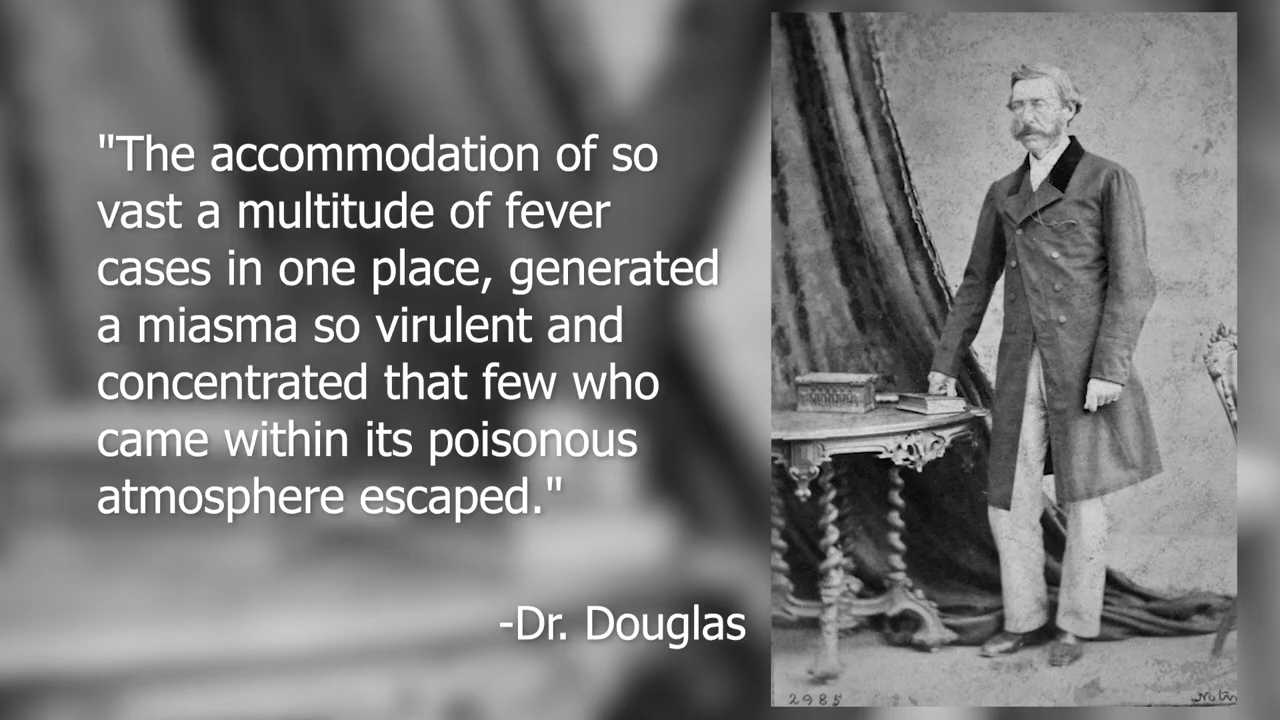 "The accommodation of so
vast a multitude of fever
cases in one place, generated
a miasma so virulent and
concentrated that few who
came within its poisonous
atmosphere escaped."
-Dr. Douglas
2985